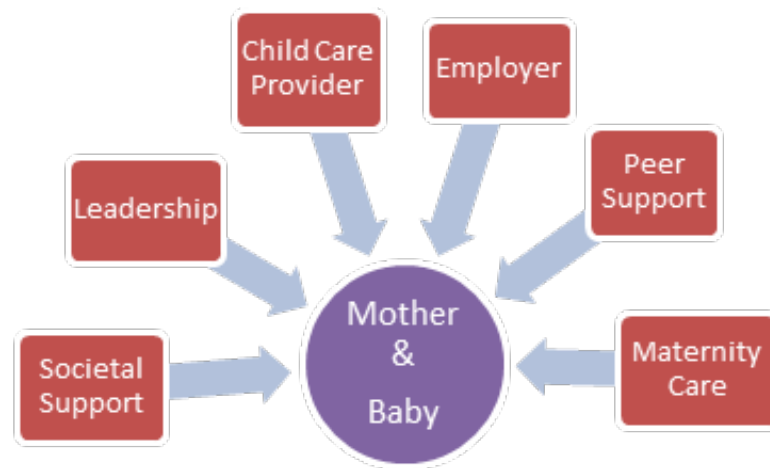 Child Care
Provider
Employer
Leadership
Peer
Support
Societal
Support
Mother
&
Baby
Maternity
Care